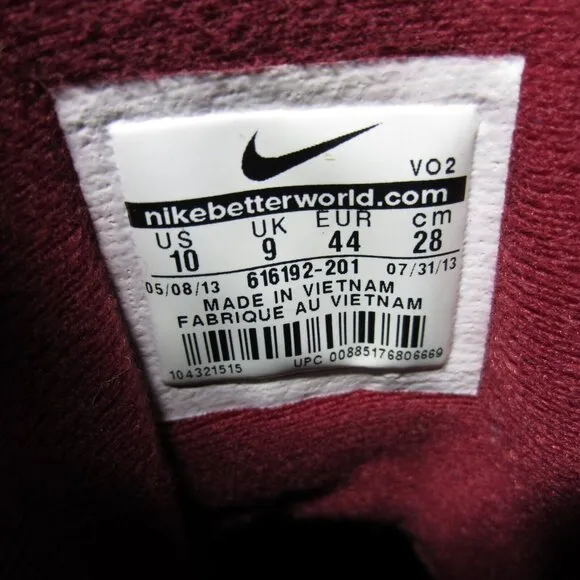 VO2
nikebetterworld.com
US UK EUR cm
10 9 44 28
05/08/13 616192-201 07/31/13
MADE IN VIETNAM
FABRIQUE AU VIETNAM
104321515 UPC 00885176806669